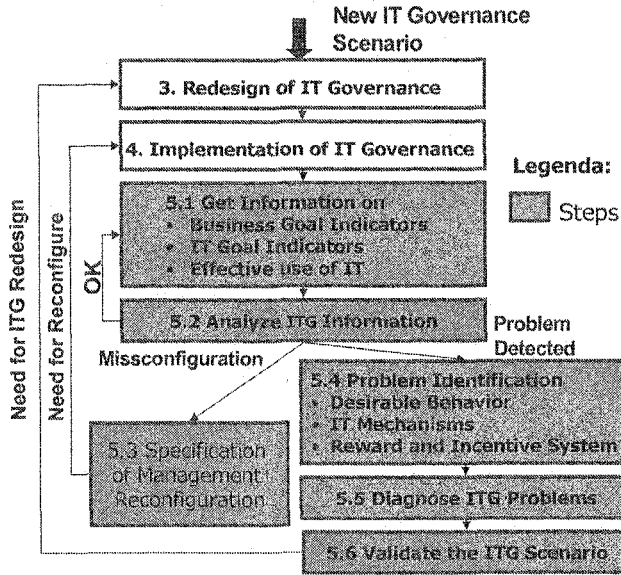 New IT Governance
Scenario
3. Redesign of IT Governance
4. Implementation of IT Governance
Legenda:
Steps
5.1 Get Information on
• Business Goal Indicators
• IT Goal Indicators
• Effective use of IT
Need for ITG Redesign
Need for Reconfigure
OK
5.2 Analyze ITG Information
Missconfiguration
Problem
Detected
5.4 Problem Identification
• Desirable Behavior
• IT Mechanisms
• Reward and Incentive System
5.3 Specification
of Management
Reconfiguration
5.5 Diagnose ITG Problems
5.6 Validate the ITG Scenario